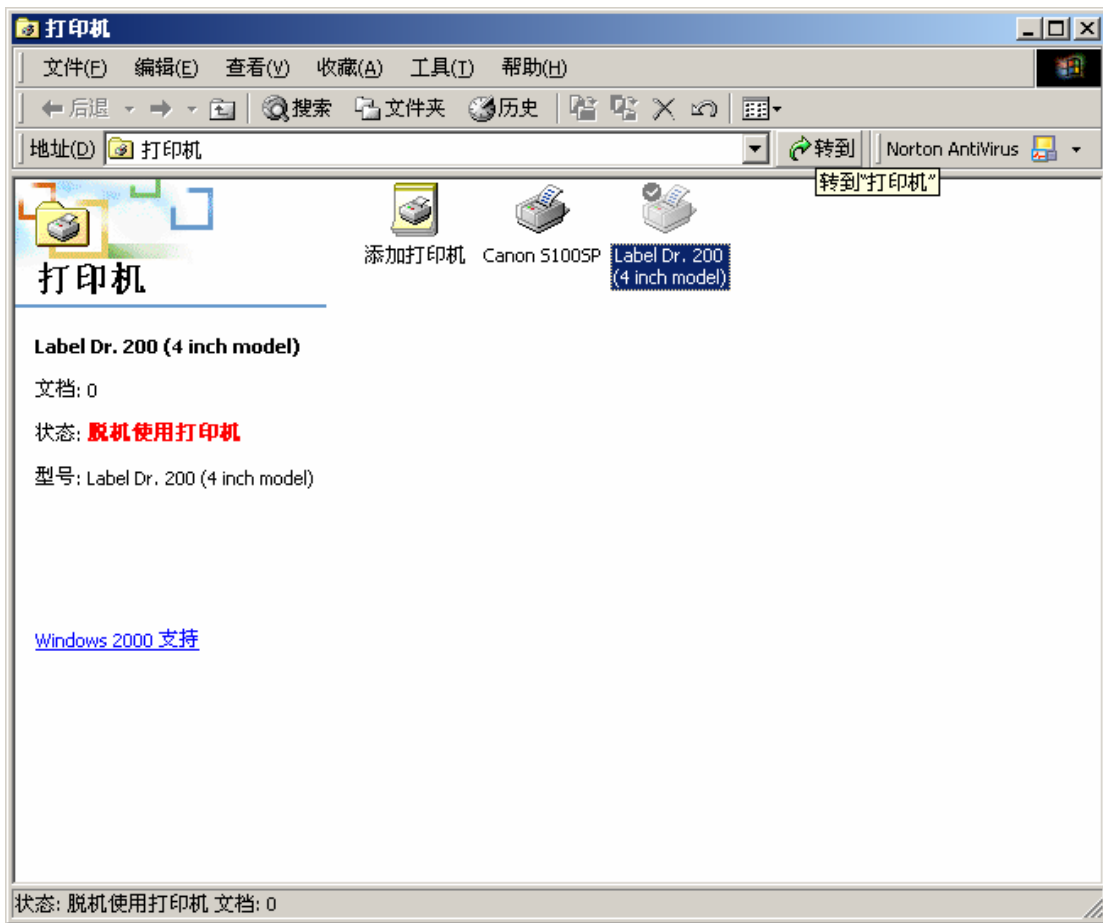 打印机
文件(F) 编辑(E) 查看(V) 收藏(A) 工具(T) 帮助(H)
后退 搜索 文件夹 历史
地址(D) 打印机 转到 Norton AntiVirus
转到“打印机”
添加打印机 Canon S100SP Label Dr. 200
(4 inch model)
打印机
Label Dr. 200 (4 inch model)
文档: 0
状态: 脱机使用打印机
型号: Label Dr. 200 (4 inch model)
Windows 2000 支持
状态: 脱机使用打印机 文档: 0